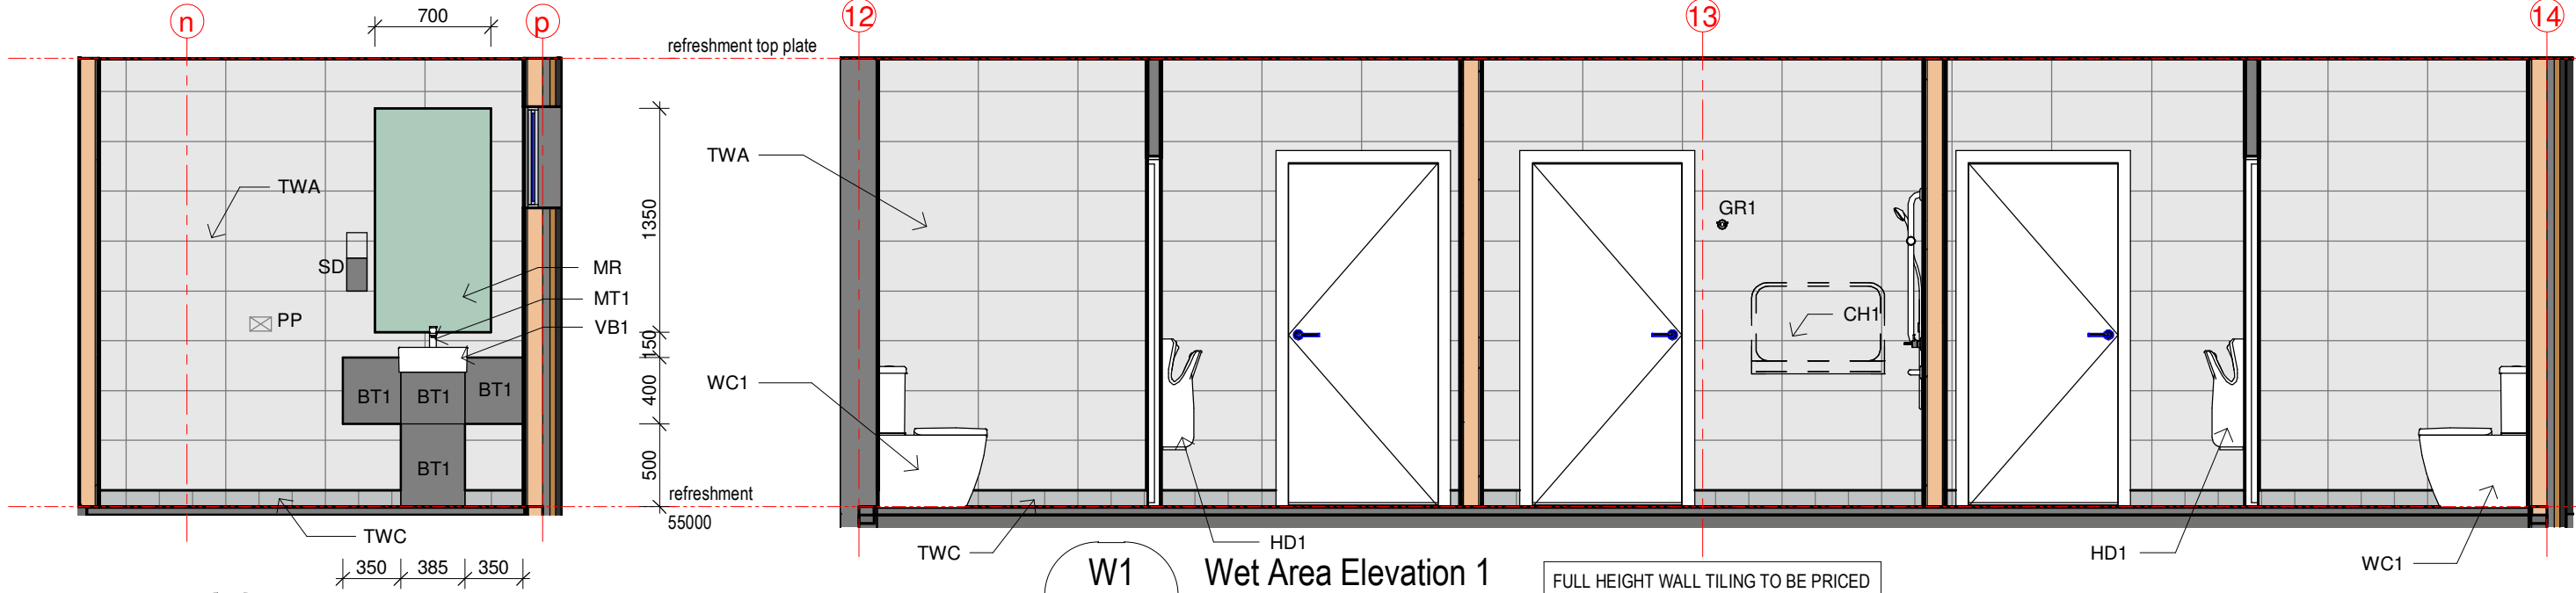 n
p
700
12
13
14
refreshment top plate
TWA
TWA
1350
GR1
SD
MR
MT1
PP
VB1
CH1
150
WC1
BT1
BT1
BT1
400
BT1
500
refreshment
55000
TWC
TWC
HD1
HD1
WC1
350
385
350
W1
Wet Area Elevation 1
FULL HEIGHT WALL TILING TO BE PRICED